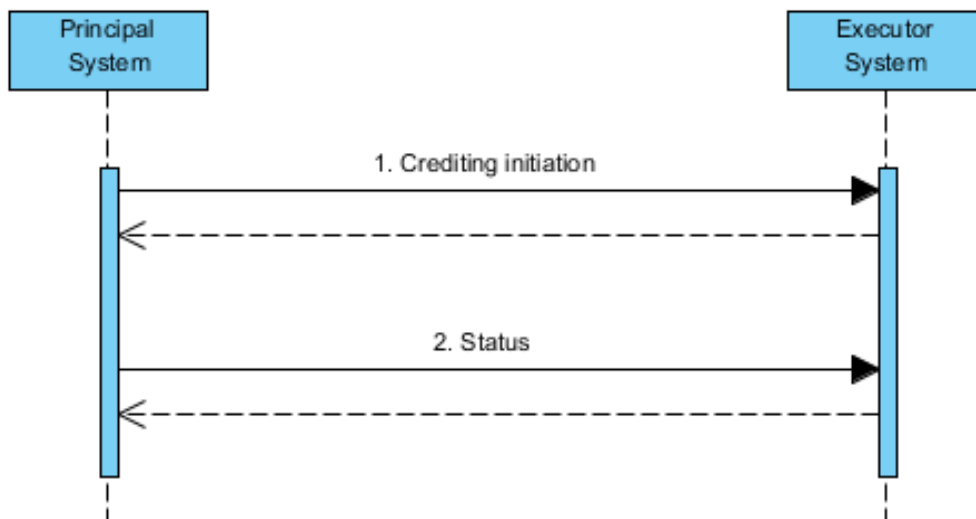 Principal
System
Executor
System
1. Crediting initiation
2. Status